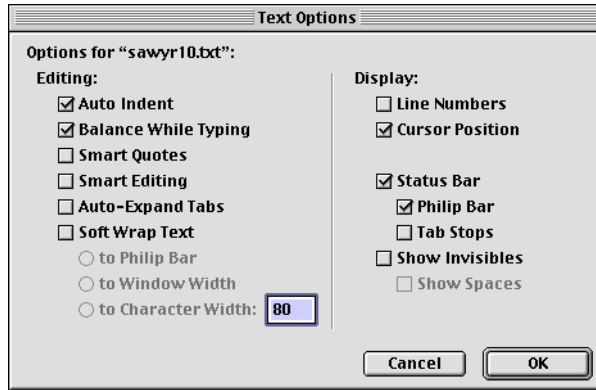 Text Options
Options for “sawyr10.txt”:
Editing:
Auto Indent
Balance While Typing
Smart Quotes
Smart Editing
Auto-Expand Tabs
Soft Wrap Text
to Philip Bar
to Window Width
to Character Width: 80
Display:
Line Numbers
Cursor Position
Status Bar
Philip Bar
Tab Stops
Show Invisibles
Show Spaces
Cancel
OK